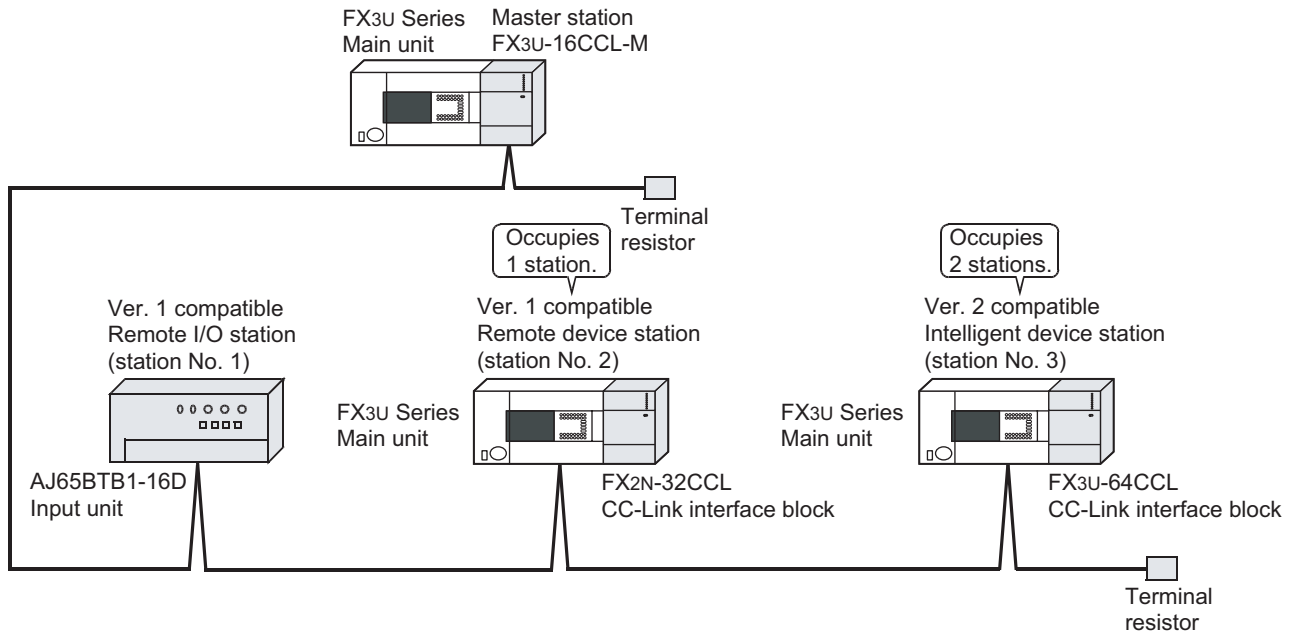 FX3U Series
Main unit
Master station
FX3U-16CCL-M
Terminal
resistor
Occupies
1 station.
Occupies
2 stations.
Ver. 1 compatible
Remote I/O station
(station No. 1)
Ver. 1 compatible
Remote device station
(station No. 2)
Ver. 2 compatible
Intelligent device station
(station No. 3)
FX3U Series
Main unit
FX3U Series
Main unit
AJ65BTB1-16D
Input unit
FX2N-32CCL
CC-Link interface block
FX3U-64CCL
CC-Link interface block
Terminal
resistor